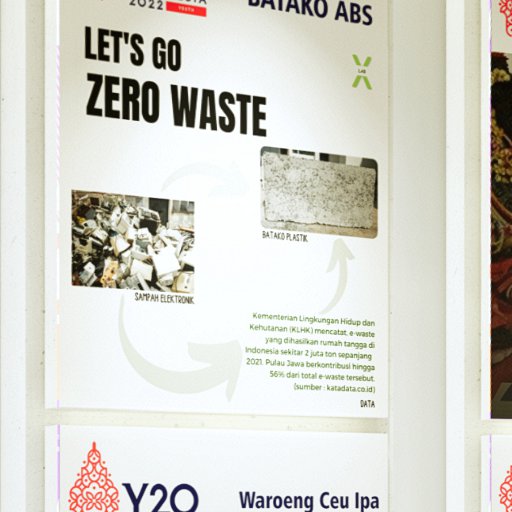 2022
YOUTH
BATAKO ABS
LET'S GO
ZERO WASTE
X
LAB
BATAKO PLASTIK
SAMPAH ELEKTRONIK
Kementerian Lingkungan Hidup dan
Kehutanan (KLHK) mencatat, e-waste
yang dihasilkan rumah tangga di
Indonesia sekitar 2 juta ton sepanjang
2021. Pulau Jawa berkontribusi hingga
56% dari total e-waste tersebut.
(sumber : katadata.co.id)
DATA
Y20
Waroeng Ceu Ipa